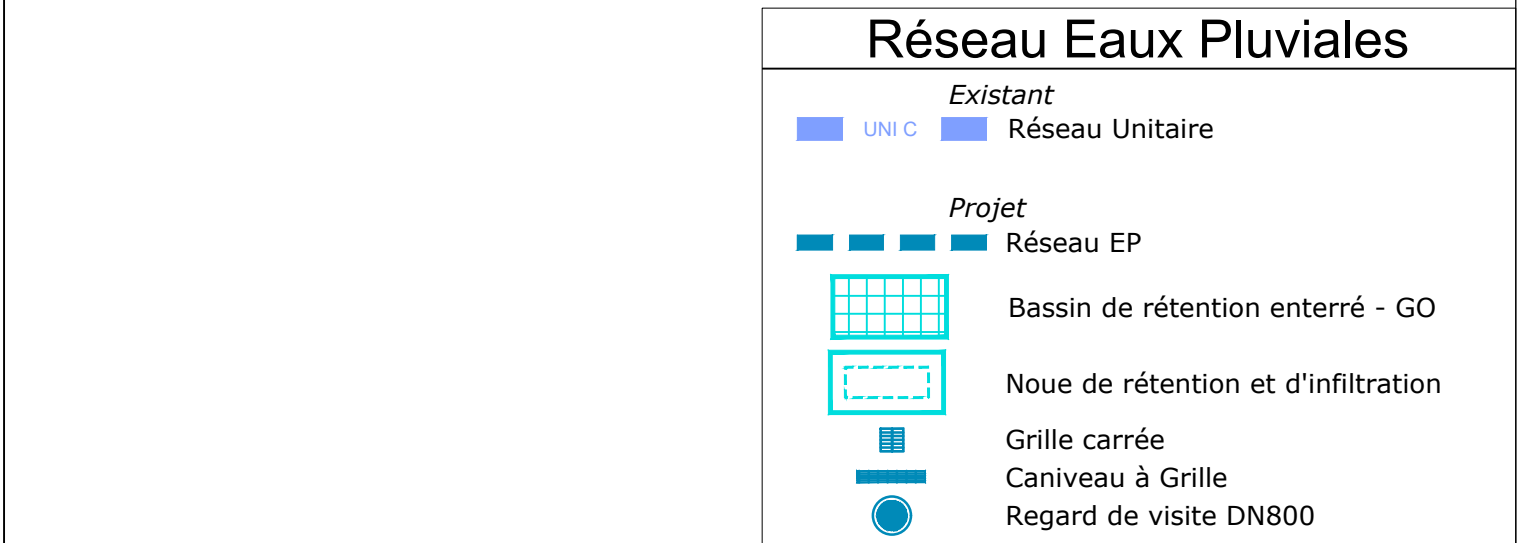 Réseau Eaux Pluviales
Existant
UNI C Réseau Unitaire
Projet
Réseau EP
Bassin de rétention enterré - GO
Noue de rétention et d'infiltration
Grille carrée
Caniveau à Grille
Regard de visite DN800